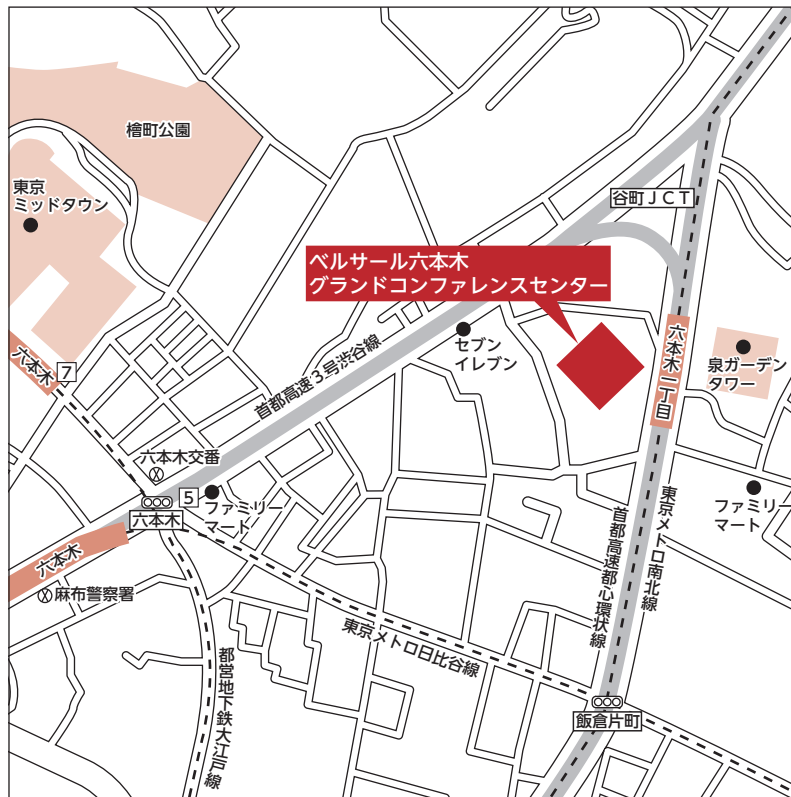 檜町公園
東京
ミッドタウン
谷町JCT
ベルサール六本木
グランドコンファレンスセンター
六本木
7
セブン
イレブン
首都高速3号渋谷線
六本木一丁目
泉ガーデン
タワー
六本木交番
5
ファミリー
マート
六本木
六本木
麻布警察署
ファミリー
マート
東京メトロ南北線
首都高速都心環状線
東京メトロ日比谷線
都営地下鉄大江戸線
飯倉片町